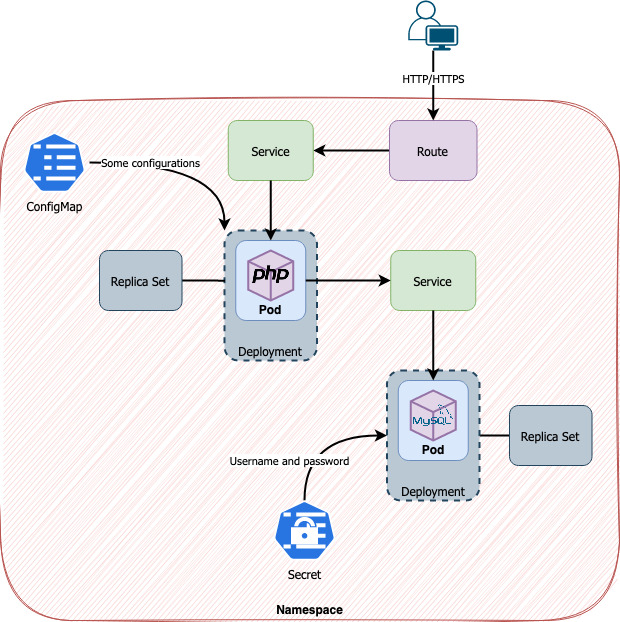 HTTP/HTTPS
Service
Route
Some configurations
ConfigMap
Replica Set
php
Pod
Deployment
Service
MySQL
Pod
Deployment
Replica Set
Username and password
Secret
Namespace